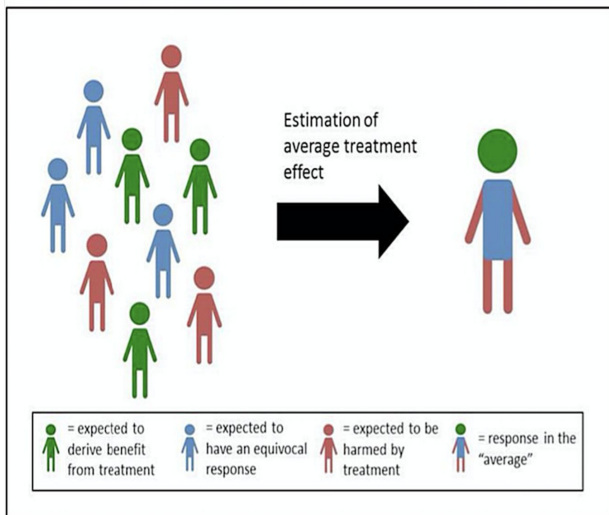 Estimation of
average treatment
effect
= expected to
derive benefit
from treatment
= expected to
have an equivocal
response
= expected to be
harmed by
treatment
= response in the
“average”